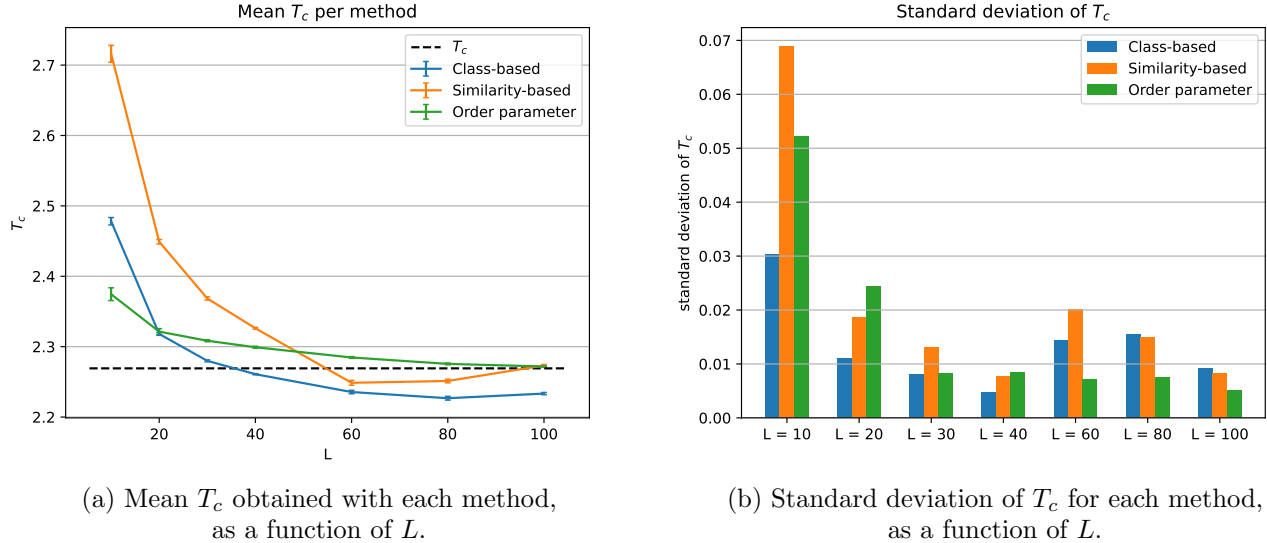 Mean T_c per method
T_c
2.7
2.6
2.5
2.4
2.3
2.2
20
40
60
80
100
L
T_c
Class-based
Similarity-based
Order parameter
(a) Mean T_c obtained with each method,
as a function of L.
Standard deviation of T_c
standard deviation of T_c
0.07
0.06
0.05
0.04
0.03
0.02
0.01
0.00
L = 10
L = 20
L = 30
L = 40
L = 60
L = 80
L = 100
Class-based
Similarity-based
Order parameter
(b) Standard deviation of T_c for each method,
as a function of L.